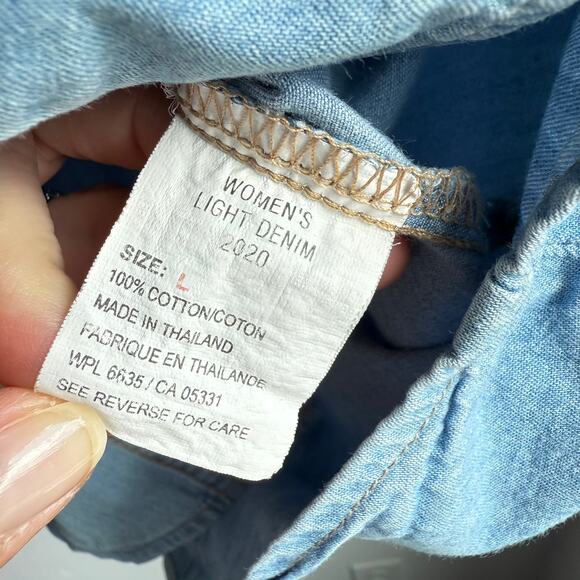 WOMEN'S
LIGHT DENIM
2020
SIZE: L
100% COTTON/COTON
MADE IN THAILAND
FABRIQUE EN THAILANDE
WPL 6635 / CA 05331
SEE REVERSE FOR CARE